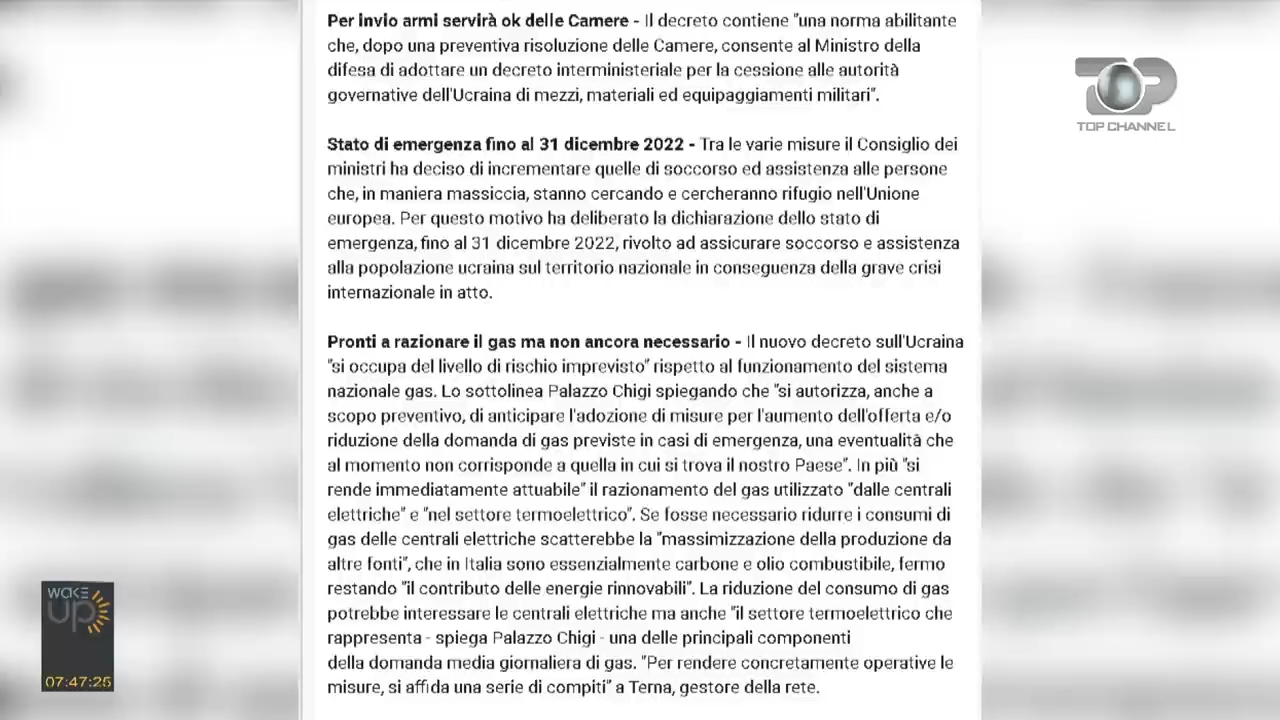 Per invio armi servirà ok delle Camere - Il decreto contiene "una norma abilitante
che, dopo una preventiva risoluzione delle Camere, consente al Ministro della
difesa di adottare un decreto interministeriale per la cessione alle autorità
governative dell'Ucraina di mezzi, materiali ed equipaggiamenti militari".
TOP CHANNEL
Stato di emergenza fino al 31 dicembre 2022 - Tra le varie misure il Consiglio dei
ministri ha deciso di incrementare quelle di soccorso ed assistenza alle persone
che, in maniera massiccia, stanno cercando e cercheranno rifugio nell'Unione
europea. Per questo motivo ha deliberato la dichiarazione dello stato di
emergenza, fino al 31 dicembre 2022, rivolto ad assicurare soccorso e assistenza
alla popolazione ucraina sul territorio nazionale in conseguenza della grave crisi
internazionale in atto.
Pronti a razionare il gas ma non ancora necessario - Il nuovo decreto sull'Ucraina
"si occupa del livello di rischio imprevisto" rispetto al funzionamento del sistema
nazionale gas. Lo sottolinea Palazzo Chigi spiegando che "si autorizza, anche a
scopo preventivo, di anticipare l'adozione di misure per l'aumento dell'offerta e/o
riduzione della domanda di gas previste in casi di emergenza, una eventualità che
al momento non corrisponde a quella in cui si trova il nostro Paese". In più "si
rende immediatamente attuabile" il razionamento del gas utilizzato "dalle centrali
elettriche" e "nel settore termoelettrico". Se fosse necessario ridurre i consumi di
gas delle centrali elettriche scatterebbe la "massimizzazione della produzione da
altre fonti", che in Italia sono essenzialmente carbone e olio combustibile, fermo
restando "il contributo delle energie rinnovabili". La riduzione del consumo di gas
potrebbe interessare le centrali elettriche ma anche "il settore termoelettrico che
rappresenta - spiega Palazzo Chigi - una delle principali componenti
della domanda media giornaliera di gas. "Per rendere concretamente operative le
misure, si affida una serie di compiti" a Terna, gestore della rete.
wake
up
07:47:25